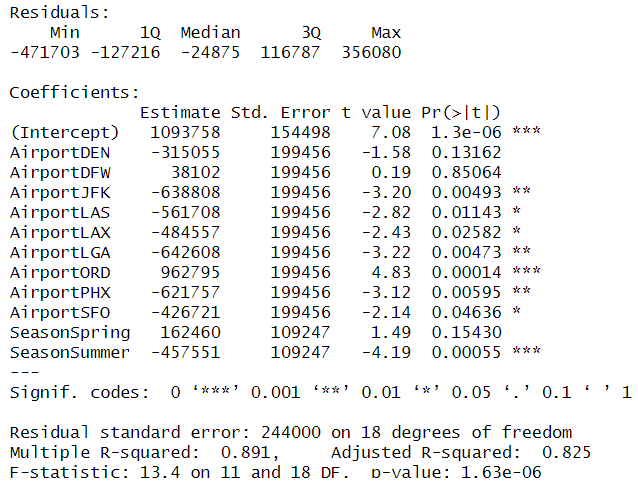 Residuals:
    Min      1Q  Median      3Q     Max
-471703 -127216  -24875  116787  356080

Coefficients:
             Estimate Std. Error t value Pr(>|t|)
(Intercept)   1093758     154498    7.08  1.3e-06 ***
AirportDEN    -315055     199456   -1.58  0.13162
AirportDFW      38102     199456    0.19  0.85064
AirportJFK    -638808     199456   -3.20  0.00493 **
AirportLAS    -561708     199456   -2.82  0.01143 *
AirportLAX    -484557     199456   -2.43  0.02582 *
AirportLGA    -642608     199456   -3.22  0.00473 **
AirportORD     962795     199456    4.83  0.00014 ***
AirportPHX    -621757     199456   -3.12  0.00595 **
AirportSFO    -426721     199456   -2.14  0.04636 *
SeasonSpring   162460     109247    1.49  0.15430
SeasonSummer  -457551     109247   -4.19  0.00055 ***
---
Signif. codes:  0 ‘***’ 0.001 ‘**’ 0.01 ‘*’ 0.05 ‘.’ 0.1 ‘ ’ 1

Residual standard error: 244000 on 18 degrees of freedom
Multiple R-squared:  0.891,	Adjusted R-squared:  0.825
F-statistic: 13.4 on 11 and 18 DF,  p-value: 1.63e-06